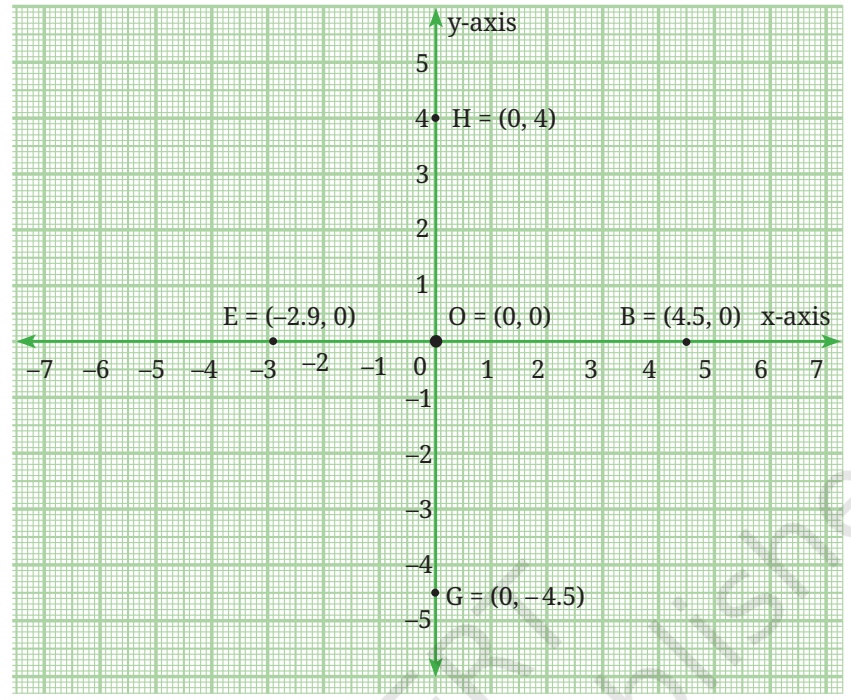 y-axis
5
4 H = (0, 4)
3
2
1
E = (–2.9, 0) O = (0, 0) B = (4.5, 0) x-axis
–7 –6 –5 –4 –3 –2 –1 0 1 2 3 4 5 6 7
–1
–2
–3
–4
G = (0, – 4.5)
–5